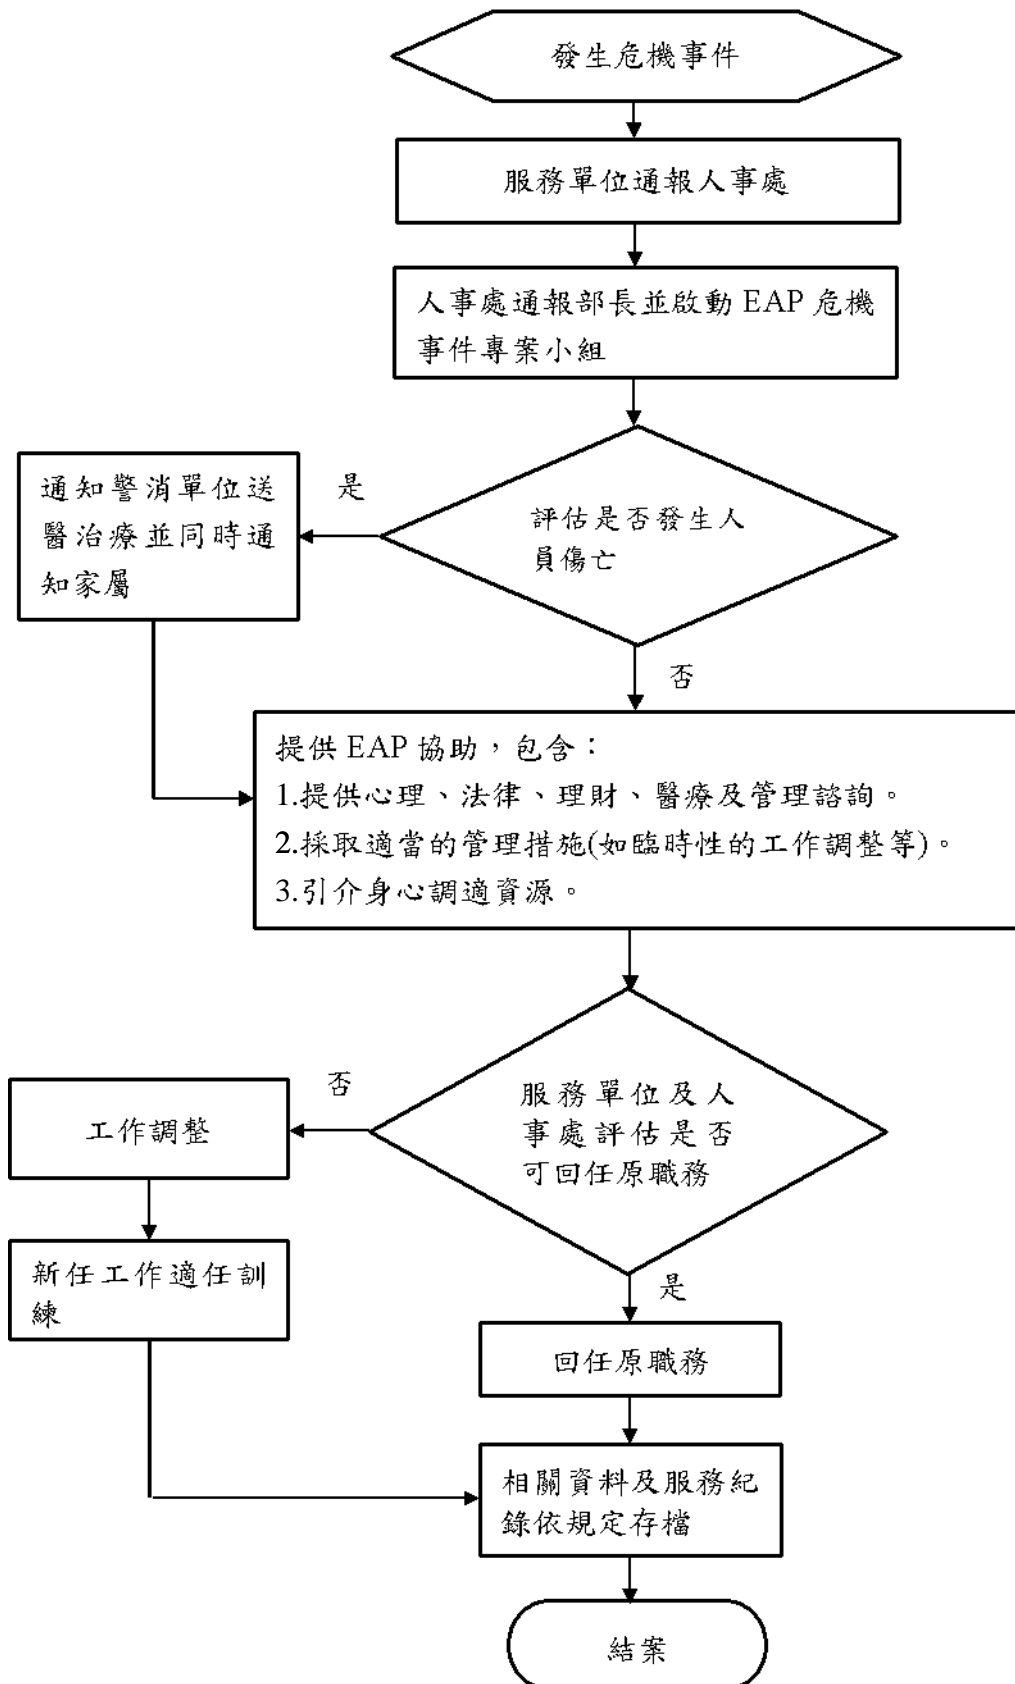 發生危機事件
服務單位通報人事處
人事處通報部長並啟動 EAP 危機
事件專案小組
評估是否發生人
員傷亡
是
通知警消單位送
醫治療並同時通
知家屬
否
提供 EAP 協助，包含：
1.提供心理、法律、理財、醫療及管理諮詢。
2.採取適當的管理措施(如臨時性的工作調整等)。
3.引介身心調適資源。
服務單位及人
事處評估是否
可回任原職務
否
工作調整
新任工作適任訓
練
是
回任原職務
相關資料及服務紀
錄依規定存檔
結案